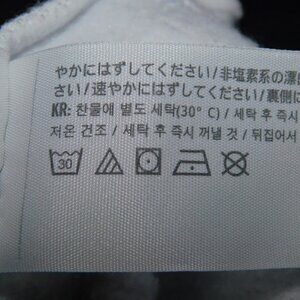 やかにはずしてください/非塩素系の漂
さい/速やかにはずしてください/裏側に
KR: 찬물에 별도 세탁(30° C) / 세탁 후 즉시
저온 건조 / 세탁 후 즉시 꺼낼 것 / 뒤집어서
30